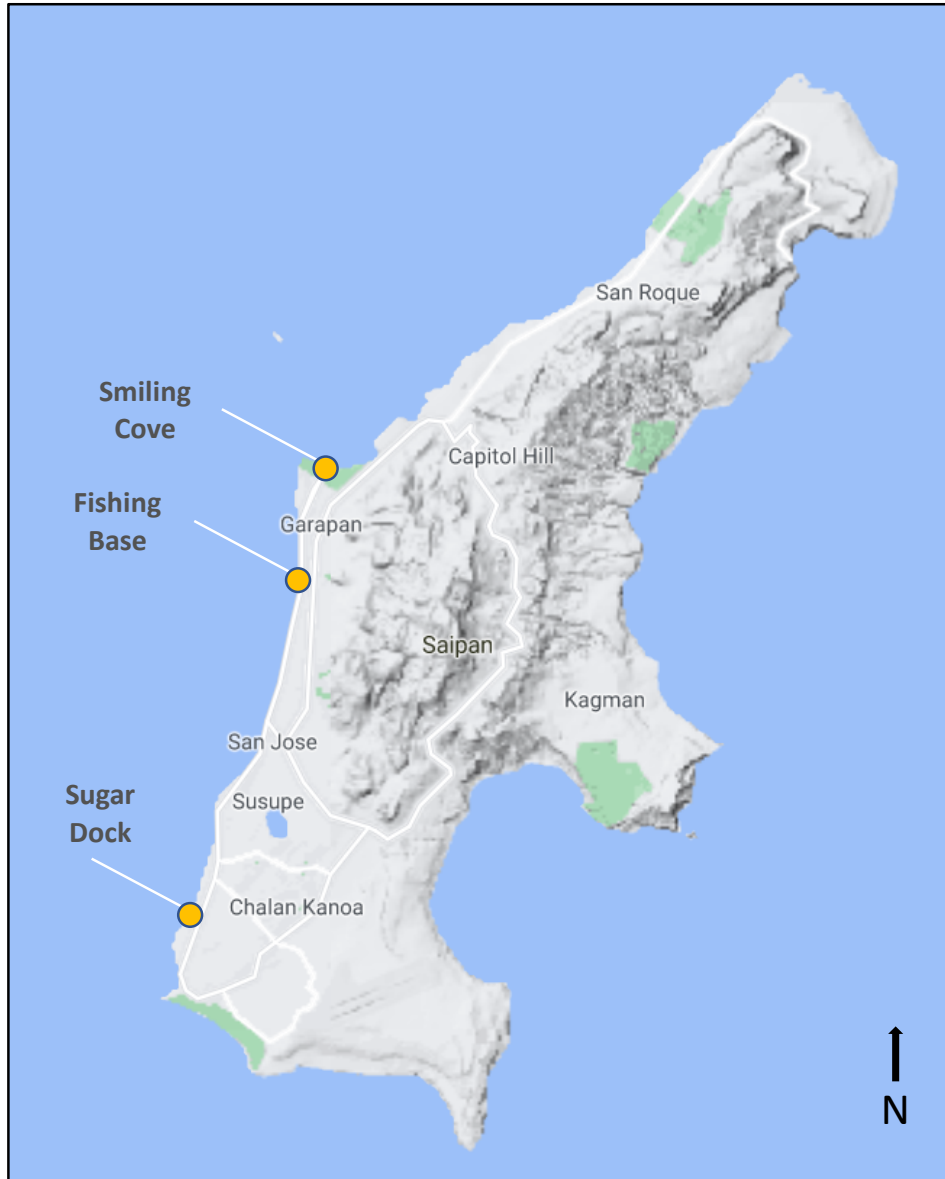 San Roque
Smiling
Cove
Capitol Hill
Fishing
Base
Garapan
Saipan
Kagman
San Jose
Sugar
Dock
Susupe
Chalan Kanoa
N